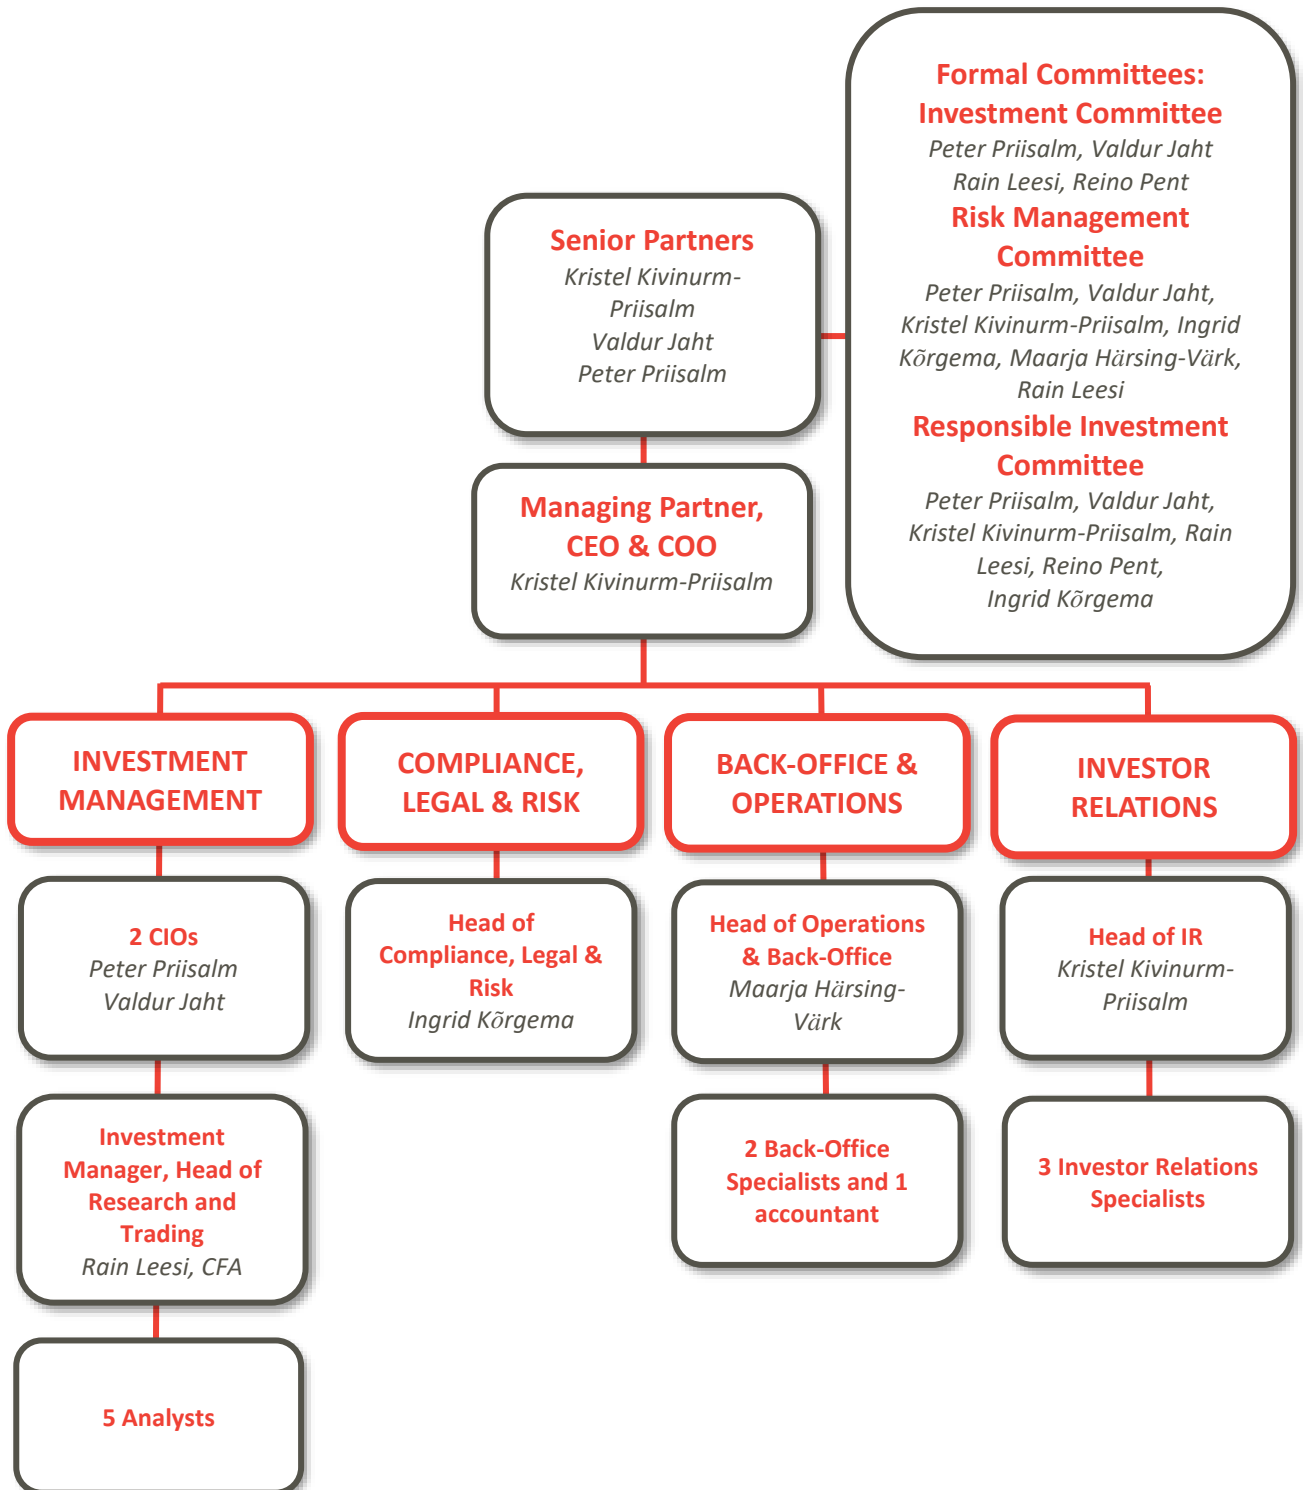 Formal Committees:
Investment Committee
Peter Priisalm, Valdur Jaht
Rain Leesi, Reino Pent
Risk Management
Committee
Peter Priisalm, Valdur Jaht,
Kristel Kivinurm-Priisalm, Ingrid
Kõrgema, Maarja Härsing-Värk,
Rain Leesi
Responsible Investment
Committee
Peter Priisalm, Valdur Jaht,
Kristel Kivinurm-Priisalm, Rain
Leesi, Reino Pent,
Ingrid Kõrgema
Senior Partners
Kristel Kivinurm-
Priisalm
Valdur Jaht
Peter Priisalm
Managing Partner,
CEO & COO
Kristel Kivinurm-Priisalm
INVESTMENT
MANAGEMENT
COMPLIANCE,
LEGAL & RISK
BACK-OFFICE &
OPERATIONS
INVESTOR
RELATIONS
2 CIOs
Peter Priisalm
Valdur Jaht
Head of
Compliance, Legal &
Risk
Ingrid Kõrgema
Head of Operations
& Back-Office
Maarja Härsing-
Värk
Head of IR
Kristel Kivinurm-
Priisalm
Investment
Manager, Head of
Research and
Trading
Rain Leesi, CFA
2 Back-Office
Specialists and 1
accountant
3 Investor Relations
Specialists
5 Analysts